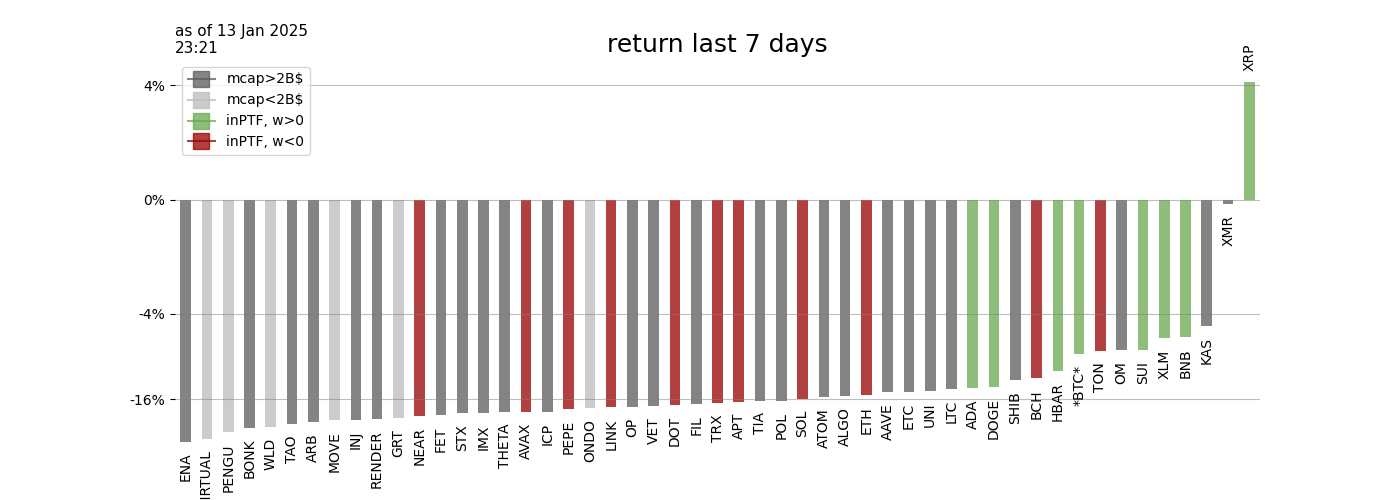 as of 13 Jan 2025
23:21
return last 7 days
mcap>2B$
mcap<2B$
inPTF, w>0
inPTF, w<0
4%
0%
-4%
-16%
ENA
IRTUAL
PENGU
BONK
WLD
TAO
ARB
MOVE
INJ
RENDER
GRT
NEAR
FET
STX
IMX
THETA
AVAX
ICP
PEPE
ONDO
LINK
OP
VET
DOT
FIL
TRX
APT
TIA
POL
SOL
ATOM
ALGO
ETH
AAVE
ETC
UNI
LTC
ADA
DOGE
SHIB
BCH
HBAR
*BTC*
TON
OM
SUI
XLM
BNB
KAS
XMR
XRP